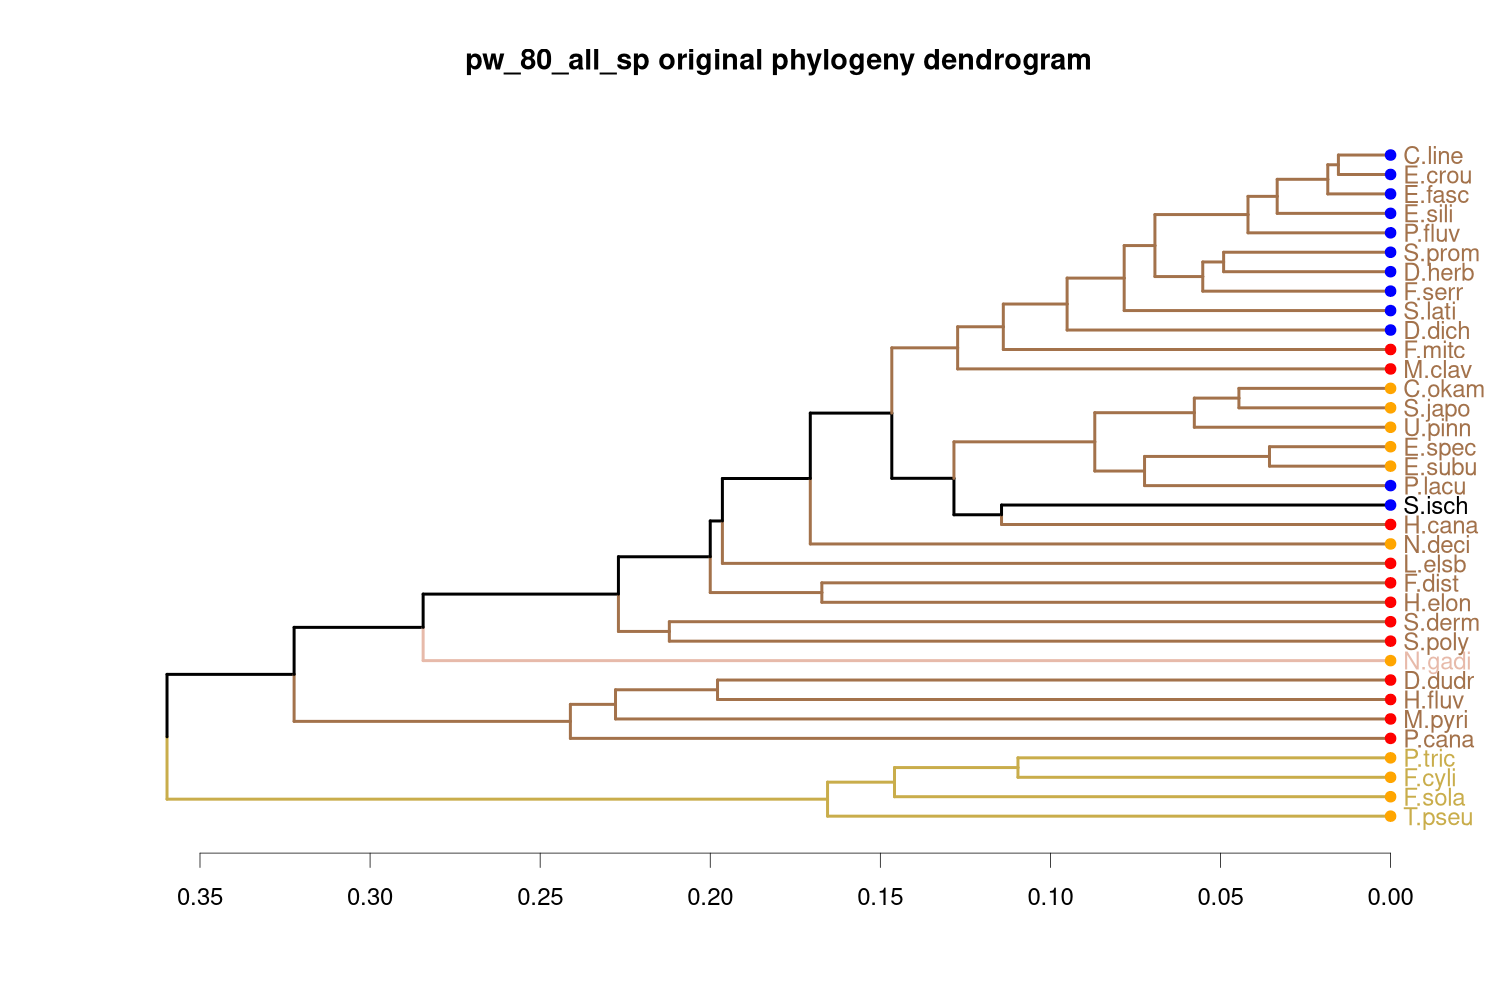 pw_80_all_sp original phylogeny dendrogram
C.line
E.crou
E.fasc
E.sili
P.fluv
S.prom
D.herb
F.serr
S.lati
D.dich
F.mitc
M.clav
C.okam
S.japo
U.pinn
E.spec
E.subu
P.lacu
S.isch
H.cana
N.deci
L.elsb
F.dist
H.elon
S.derm
S.poly
N.gadi
D.dudr
H.fluv
M.pyri
P.cana
P.tric
F.cyli
F.sola
T.pseu
0.35 0.30 0.25 0.20 0.15 0.10 0.05 0.00